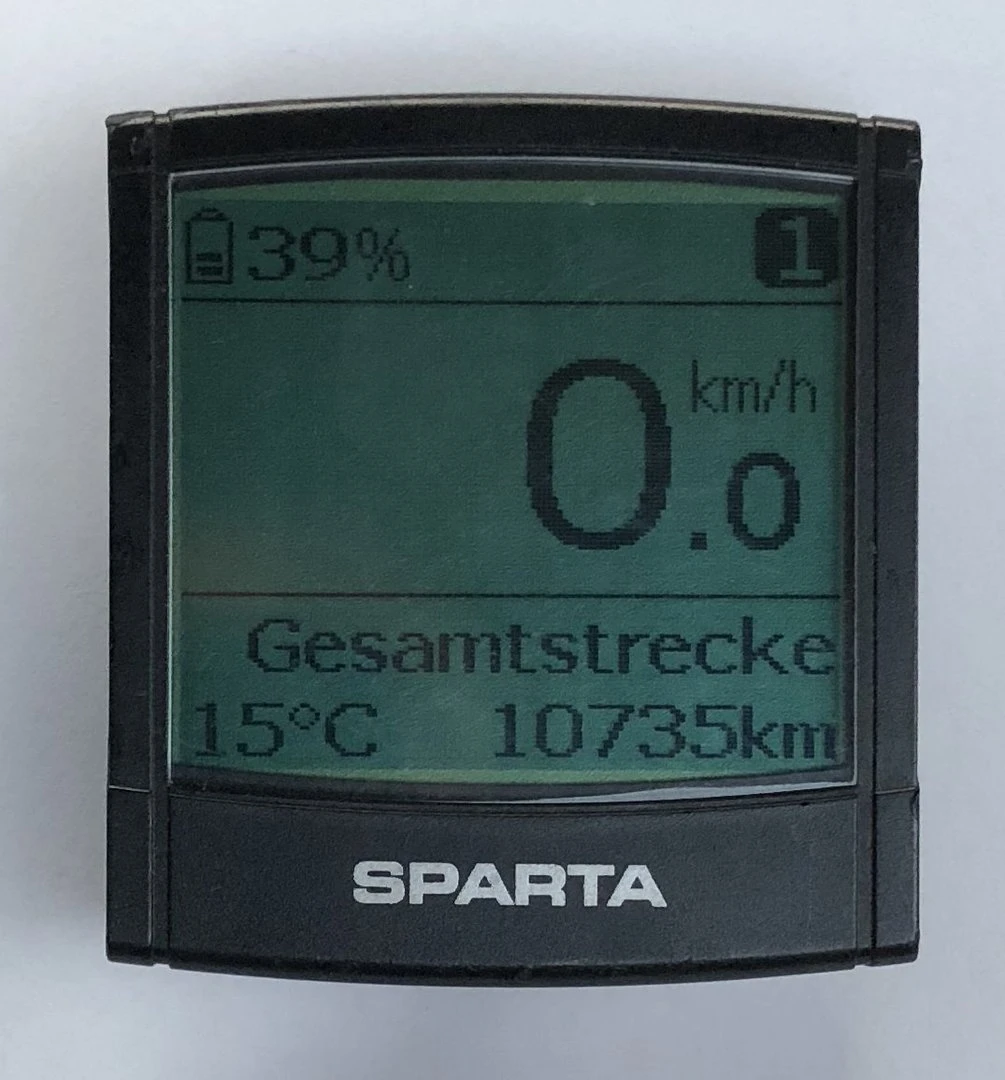 39% 1
km/h
0.0
Gesamtstrecke
15°C 10735km
SPARTA